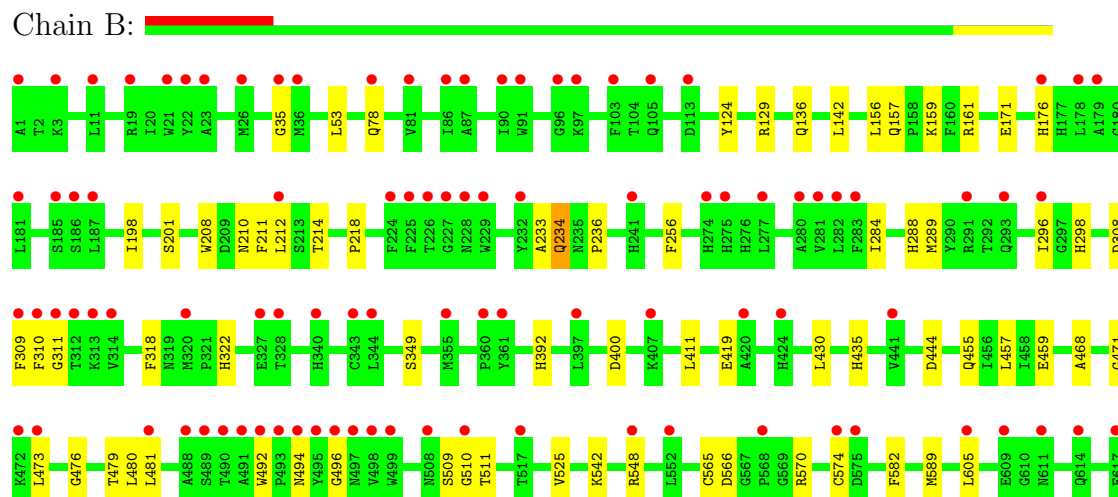 Chain B:
A1 T2 K3 L11 R19 I20 W21 Y22 A23 M26 G35 M36 L53 Q78 V81 I86 A87 I90 W91 G96 K97 F103 T104 Q105 D113 Y124 R129 Q136 L142 L156 Q157 P158 K159 F160 R161 E171 H176 H177 L178 A179
L181 S185 S186 L187 I198 S201 W208 D209 N210 F211 L212 S213 T214 P218 F224 F225 T226 G227 N228 W229 Y232 A233 Q234 N235 P236 H241 F256 H274 H275 H276 L277 A280 V281 L282 F283 I284 H288 M289 Y290 R291 T292 Q293 I296 G297 H298
F309 F310 G311 T312 K313 V314 F318 N319 M320 P321 H322 E327 T328 H340 C343 L344 S349 M355 P360 Y361 H392 L397 D400 K407 L411 E419 A420 H424 L430 H435 V441 D444 Q455 I456 L457 I458 E459 A468
K472 L473 G476 T479 L480 L481 A488 S489 T490 A491 W492 P493 N494 Y495 G496 N497 V498 W499 N508 S509 G510 T511 T517 V525 K542 R548 L552 C565 D566 G567 P568 G569 R570 C574 D575 F582 M589 L605 E609 G610 N611 Q614